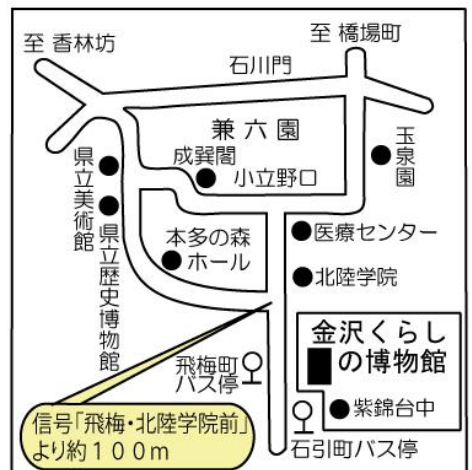 至 香林坊
至 橋場町
石川門
兼六園
成巽閣
小立野口
玉泉園
県立美術館
県立歴史博物館
本多の森
ホール
医療センター
北陸学院
金沢くらし
の博物館
飛梅町
バス停
紫錦台中
石引町バス停
信号「飛梅・北陸学院前」
より約100m